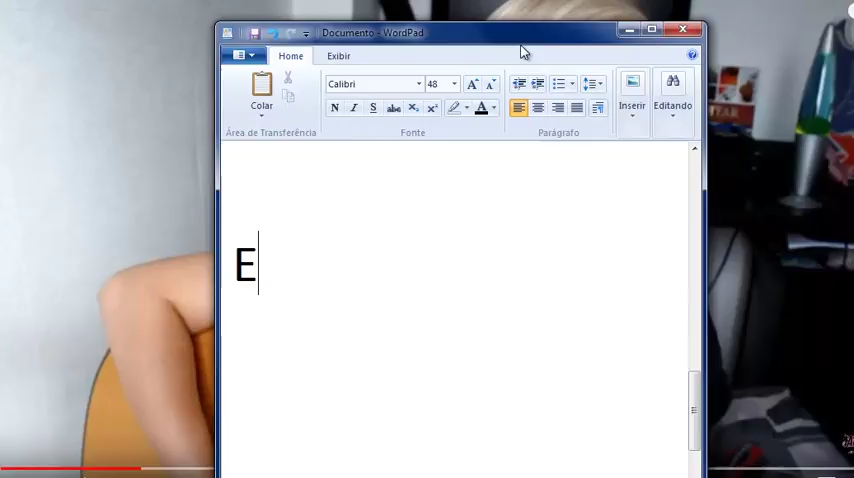 Documento - WordPad
Home Exibir
Colar
Calibri 48
N I S abc X₂ X² A
Área de Transferência Fonte Parágrafo
Inserir Editando
E